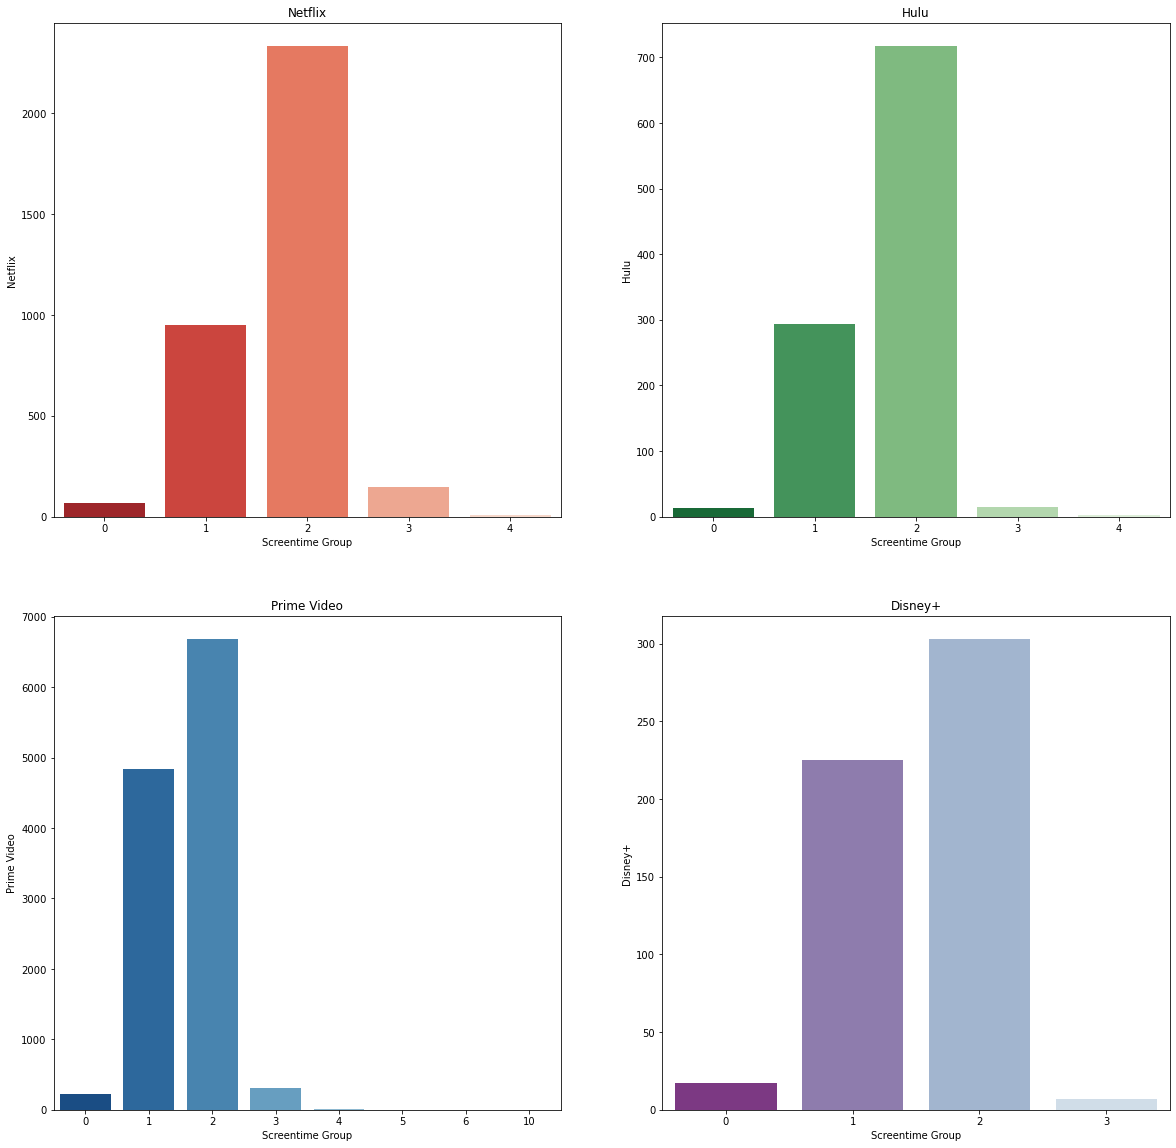 Netflix
Netflix
2000
1500
1000
500
0
0 1 2 3 4
Screentime Group
Hulu
Hulu
700
600
500
400
300
200
100
0
0 1 2 3 4
Screentime Group
Prime Video
Prime Video
7000
6000
5000
4000
3000
2000
1000
0
0 1 2 3 4 5 6 10
Screentime Group
Disney+
Disney+
300
250
200
150
100
50
0
0 1 2 3
Screentime Group